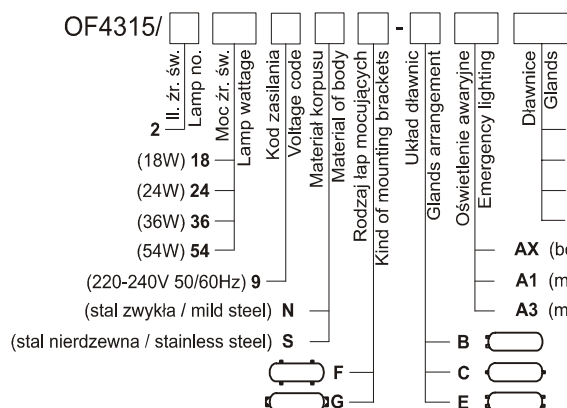 OF4315/ -
Il. źr. św.
Lamp no.
Moc źr. św.
Lamp wattage
Kod zasilania
Voltage code
Materiał korpusu
Material of body
Rodzaj łap mocujących
Kind of mounting brackets
Układ dławnic
Glands arrangement
Oświetlenie awaryjne
Emergency lighting
Dławnice
Glands
2
(18W) 18
(24W) 24
(36W) 36
(54W) 54
AX (b
(220-240V 50/60Hz) 9
A1 (m
(stal zwykła / mild steel) N
A3 (m
(stal nierdzewna / stainless steel) S
B
F
C
G
E